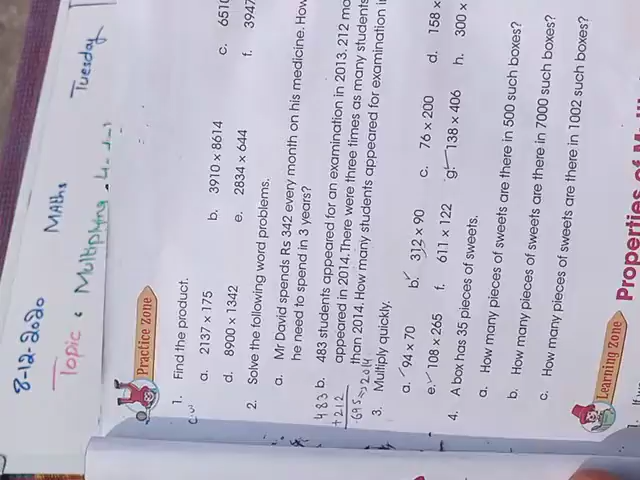 8-12-2020 MAths Tuesday
Topic: Multiplying
Practice Zone
C.W
1. Find the product.
a. 2137 x 175 b. 3910 x 8614 c. 6510
d. 8900 x 1342 e. 2834 x 644 f. 3947
2. Solve the following word problems.
a. Mr David spends Rs 342 every month on his medicine. How
he need to spend in 3 years?
b. 483 students appeared for an examination in 2013. 212 mo
appeared in 2014. There were three times as many students
than 2014. How many students appeared for examination i
483
+212
695 → 2014
3. Multiply quickly.
a. 94 x 70 b. 312 x 90 c. 76 x 200 d. 158 x
e. 108 x 265 f. 611 x 122 g. 138 x 406 h. 300 x
4. A box has 35 pieces of sweets.
a. How many pieces of sweets are there in 500 such boxes?
b. How many pieces of sweets are there in 7000 such boxes?
c. How many pieces of sweets are there in 1002 such boxes?
Learning Zone
Properties of
1.